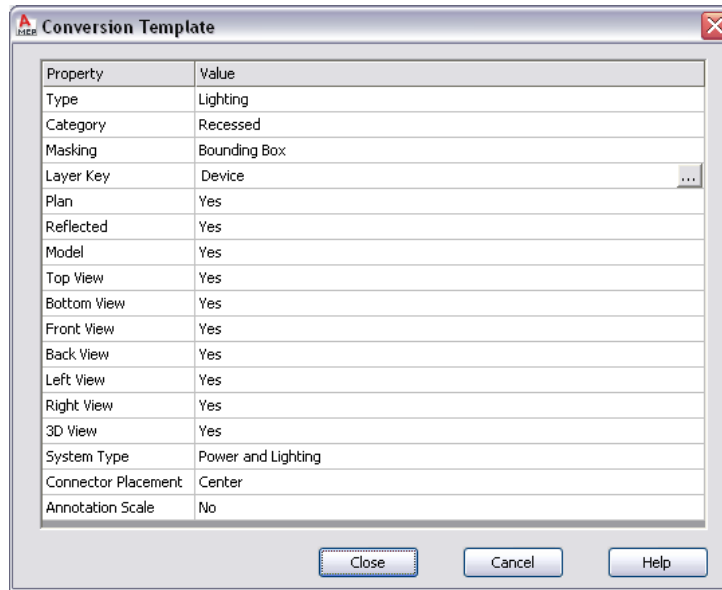 A
MEP
Conversion Template
Property Value
Type Lighting
Category Recessed
Masking Bounding Box
Layer Key Device ...
Plan Yes
Reflected Yes
Model Yes
Top View Yes
Bottom View Yes
Front View Yes
Back View Yes
Left View Yes
Right View Yes
3D View Yes
System Type Power and Lighting
Connector Placement Center
Annotation Scale No
Close Cancel Help